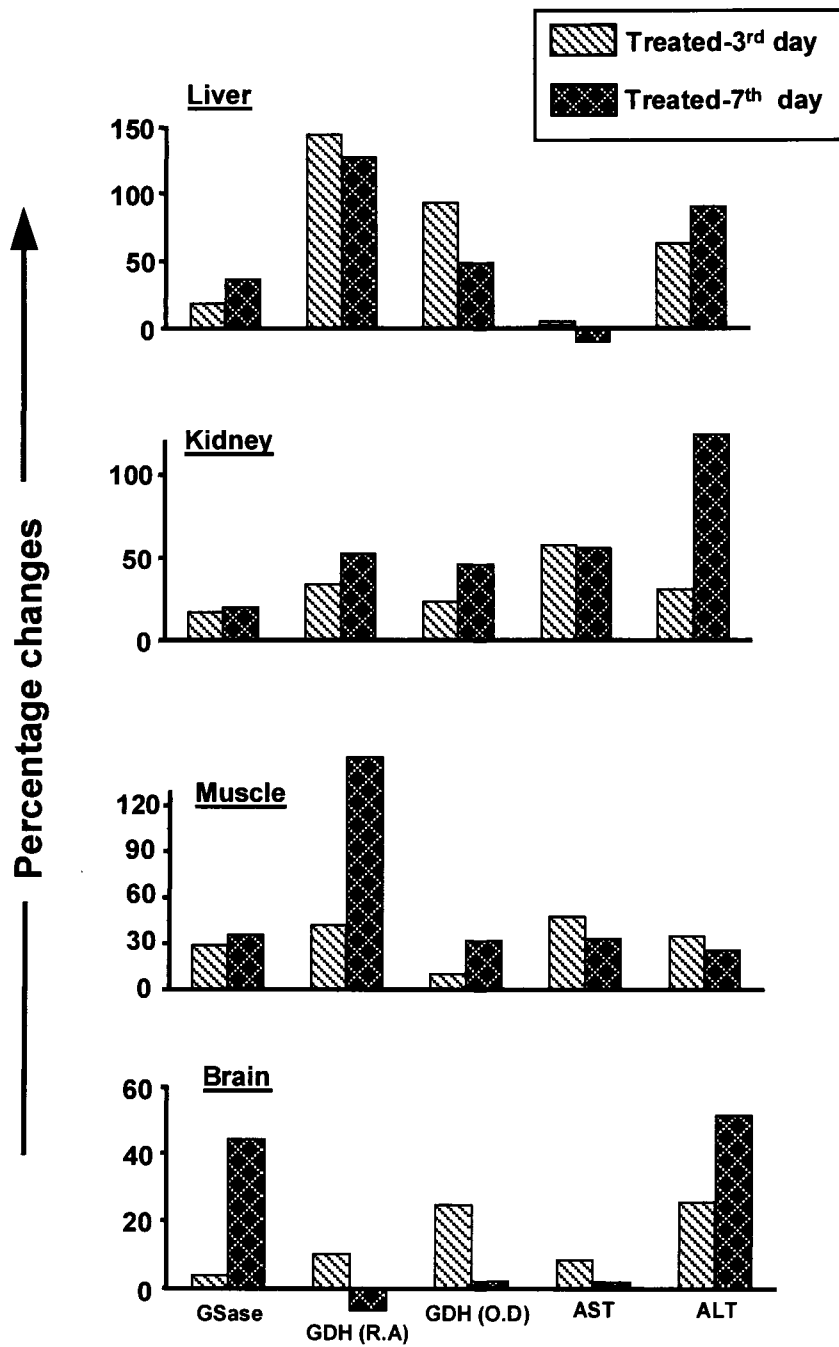 Treated-3rd day
Treated-7th day
Percentage changes
Liver
150
100
50
0
Kidney
100
50
0
Muscle
120
90
60
30
0
Brain
60
40
20
0
GSase GDH (R.A) GDH (O.D) AST ALT